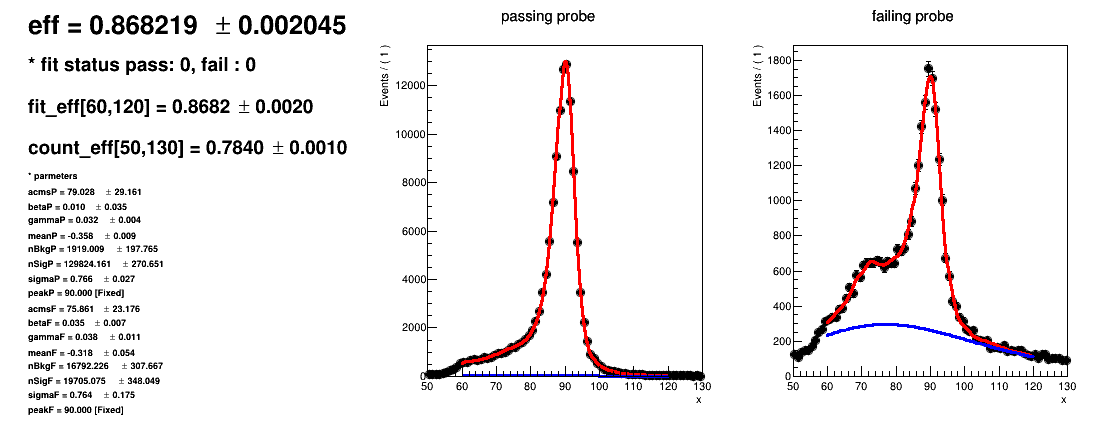 eff = 0.868219 ± 0.002045
* fit status pass: 0, fail : 0
fit_eff[60,120] = 0.8682 ± 0.0020
count_eff[50,130] = 0.7840 ± 0.0010
* parmeters
acmsP = 79.028 ± 29.161
betaP = 0.010 ± 0.035
gammaP = 0.032 ± 0.004
meanP = -0.358 ± 0.009
nBkgP = 1919.009 ± 197.765
nSigP = 129824.161 ± 270.651
sigmaP = 0.766 ± 0.027
peakP = 90.000 [Fixed]
acmsF = 75.861 ± 23.176
betaF = 0.035 ± 0.007
gammaF = 0.038 ± 0.011
meanF = -0.318 ± 0.054
nBkgF = 16792.226 ± 307.667
nSigF = 19705.075 ± 348.049
sigmaF = 0.764 ± 0.175
peakF = 90.000 [Fixed]
passing probe
Events / ( 1 )
12000
10000
8000
6000
4000
2000
0
50 60 70 80 90 100 110 120 130
x
failing probe
Events / ( 1 )
1800
1600
1400
1200
1000
800
600
400
200
0
50 60 70 80 90 100 110 120 130
x